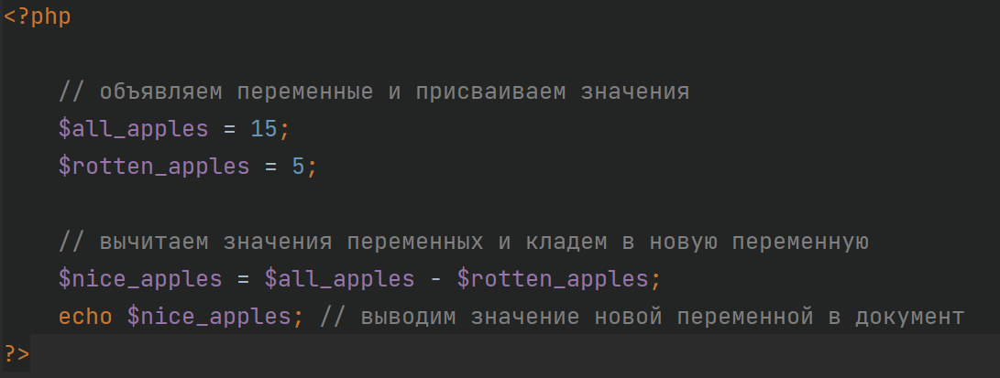 <?php
// объявляем переменные и присваиваем значения
$all_apples = 15;
$rotten_apples = 5;
// вычитаем значения переменных и кладем в новую переменную
$nice_apples = $all_apples - $rotten_apples;
echo $nice_apples; // выводим значение новой переменной в документ
?>